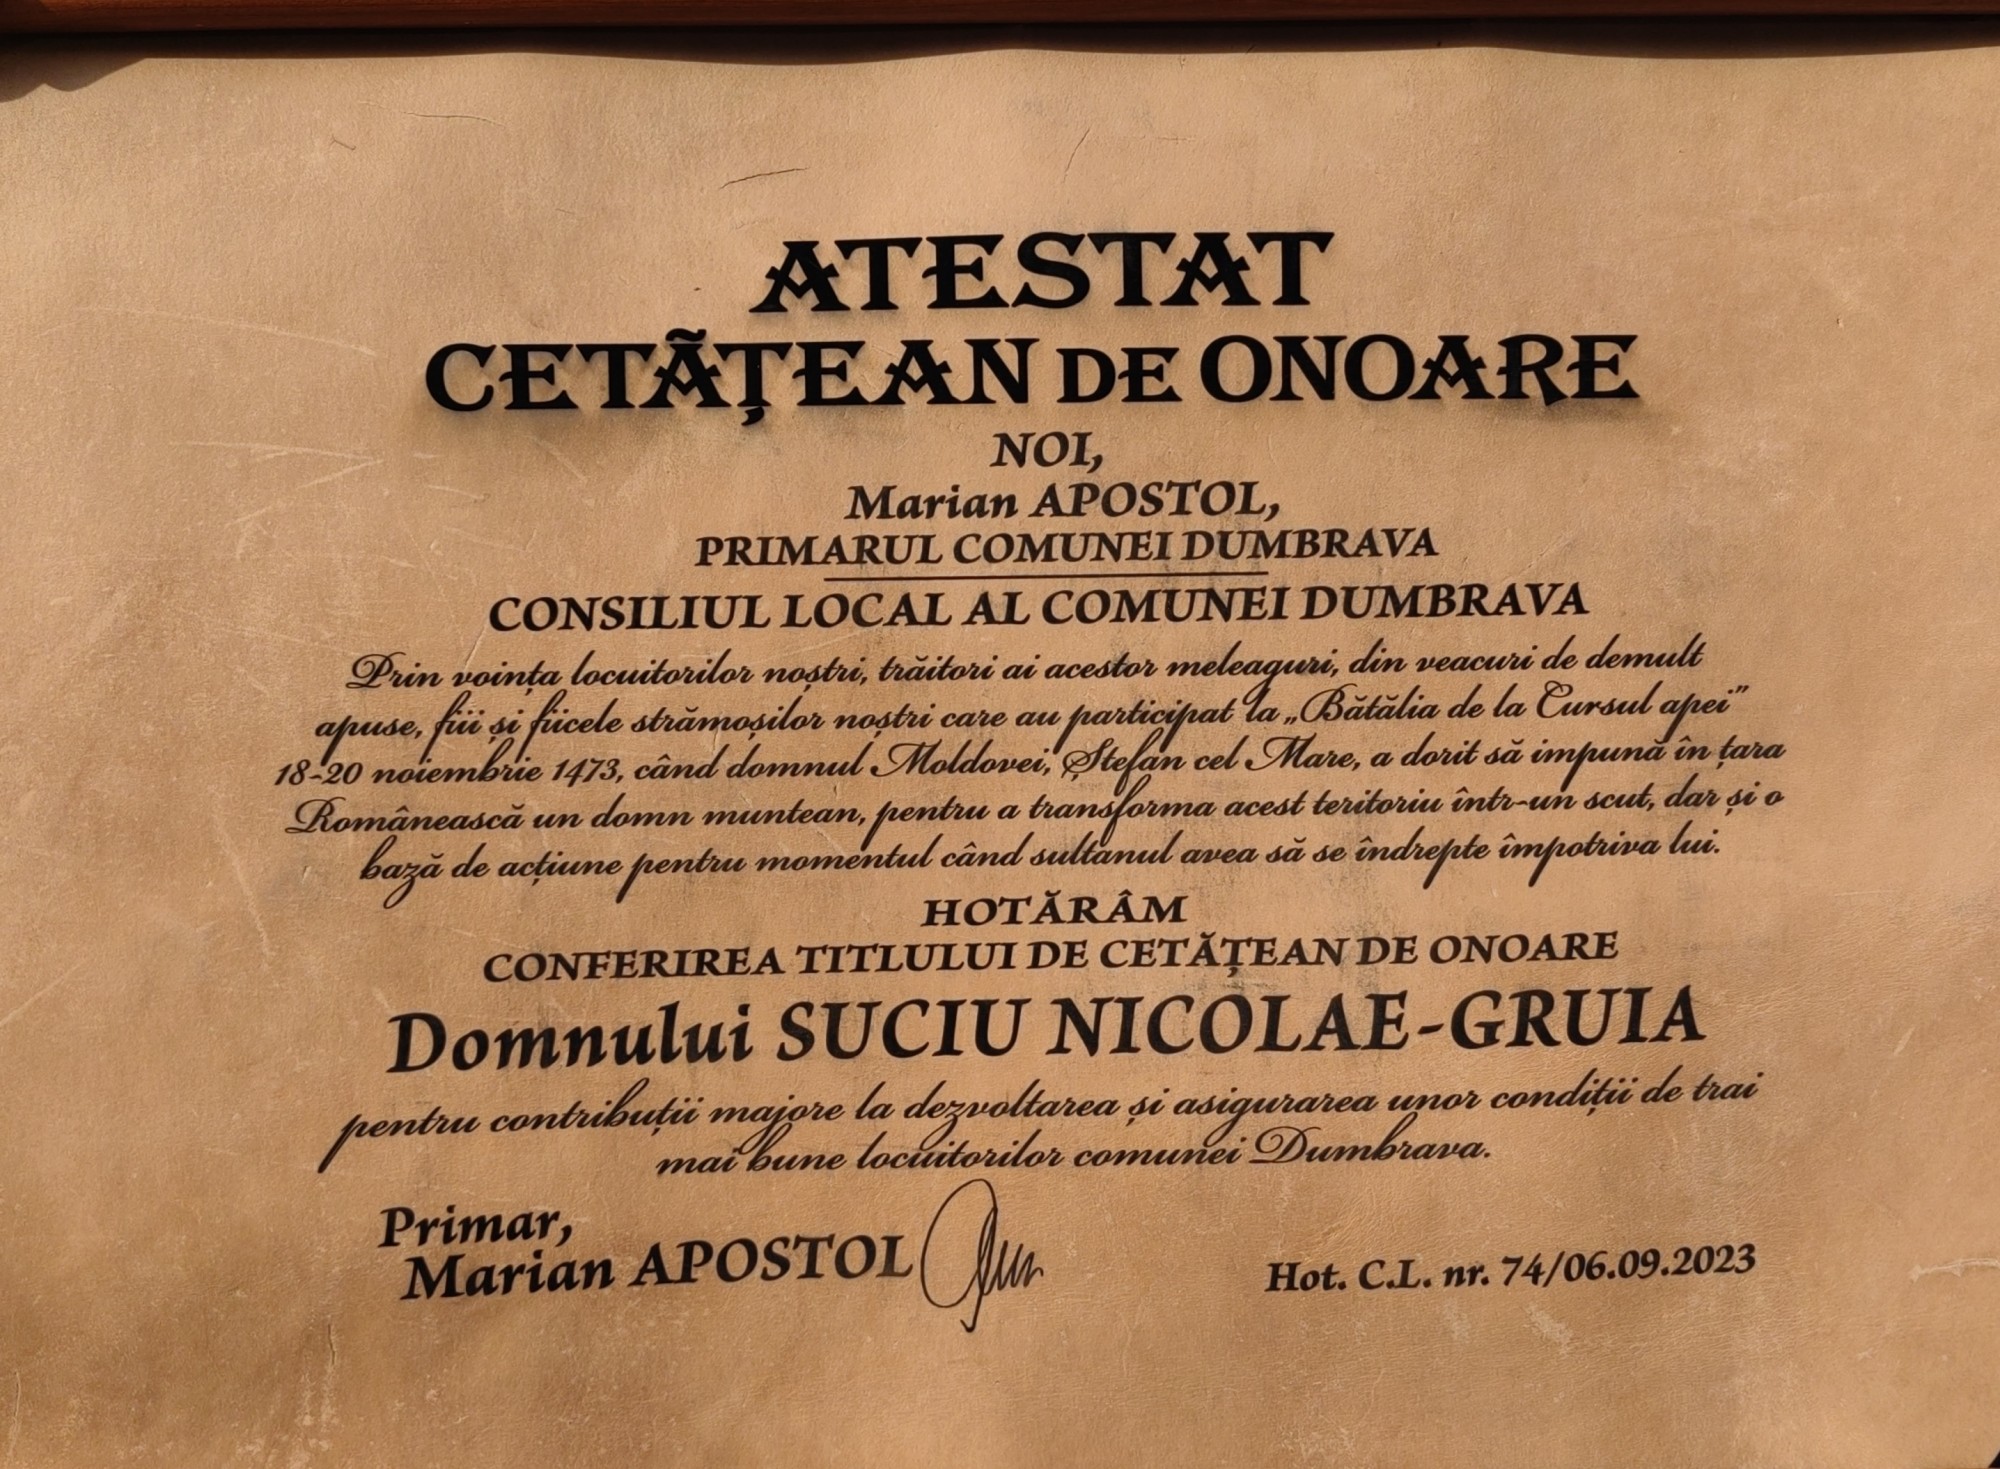 ATESTAT
CETÃȚEAN DE ONOARE
NOI,
Marian APOSTOL,
PRIMARUL COMUNEI DUMBRAVA
CONSILIUL LOCAL AL COMUNEI DUMBRAVA
Prin voința locuitorilor noștri, trăitori ai acestor meleaguri, din veacuri de demult
apuse, fiii și fiicele strămoșilor noștri care au participat la „Bătălia de la Cursul apei”
18-20 noiembrie 1473, când domnul Moldovei, Ștefan cel Mare, a dorit să impună în țara
Românească un domn muntean, pentru a transforma acest teritoriu într-un scut, dar și o
bază de acțiune pentru momentul când sultanul avea să se îndrepte împotriva lui.
HOTĂRÂM
CONFERIREA TITLULUI DE CETĂȚEAN DE ONOARE
Domnului SUCIU NICOLAE-GRUIA
pentru contribuții majore la dezvoltarea și asigurarea unor condiții de trai
mai bune locuitorilor comunei Dumbrava.
Primar,
Marian APOSTOL
Hot. C.L. nr. 74/06.09.2023